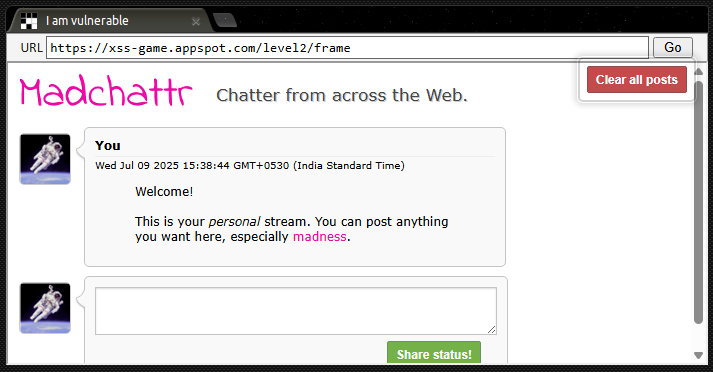 I am vulnerable
URL https://xss-game.appspot.com/level2/frame Go
Clear all posts
Madchattr Chatter from across the Web.
You
Wed Jul 09 2025 15:38:44 GMT+0530 (India Standard Time)
Welcome!
This is your personal stream. You can post anything
you want here, especially madness.
Share status!